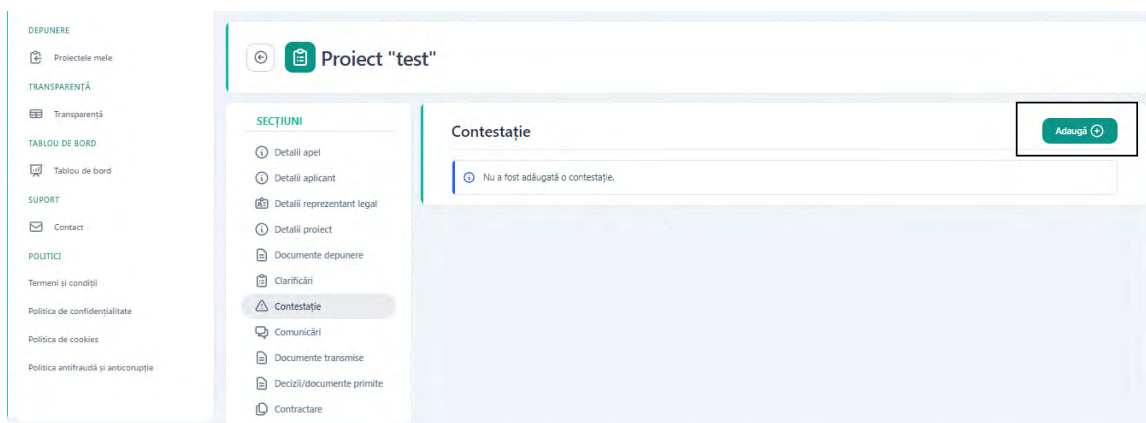 DEPUNERE
Proiectele mele
TRANSPARENȚĂ
Transparență
TABLOU DE BORD
Tablou de bord
SUPORT
Contact
POLITICI
Termeni și condiții
Politica de confidențialitate
Politica de cookies
Politica antifraudă și anticorupție
Proiect "test"
SECȚIUNI
Detalii apel
Detalii aplicant
Detalii reprezentant legal
Detalii proiect
Documente depunere
Clarificări
Contestație
Comunicări
Documente transmise
Decizii/documente primite
Contractare
Contestație
Adaugă
Nu a fost adăugată o contestație.